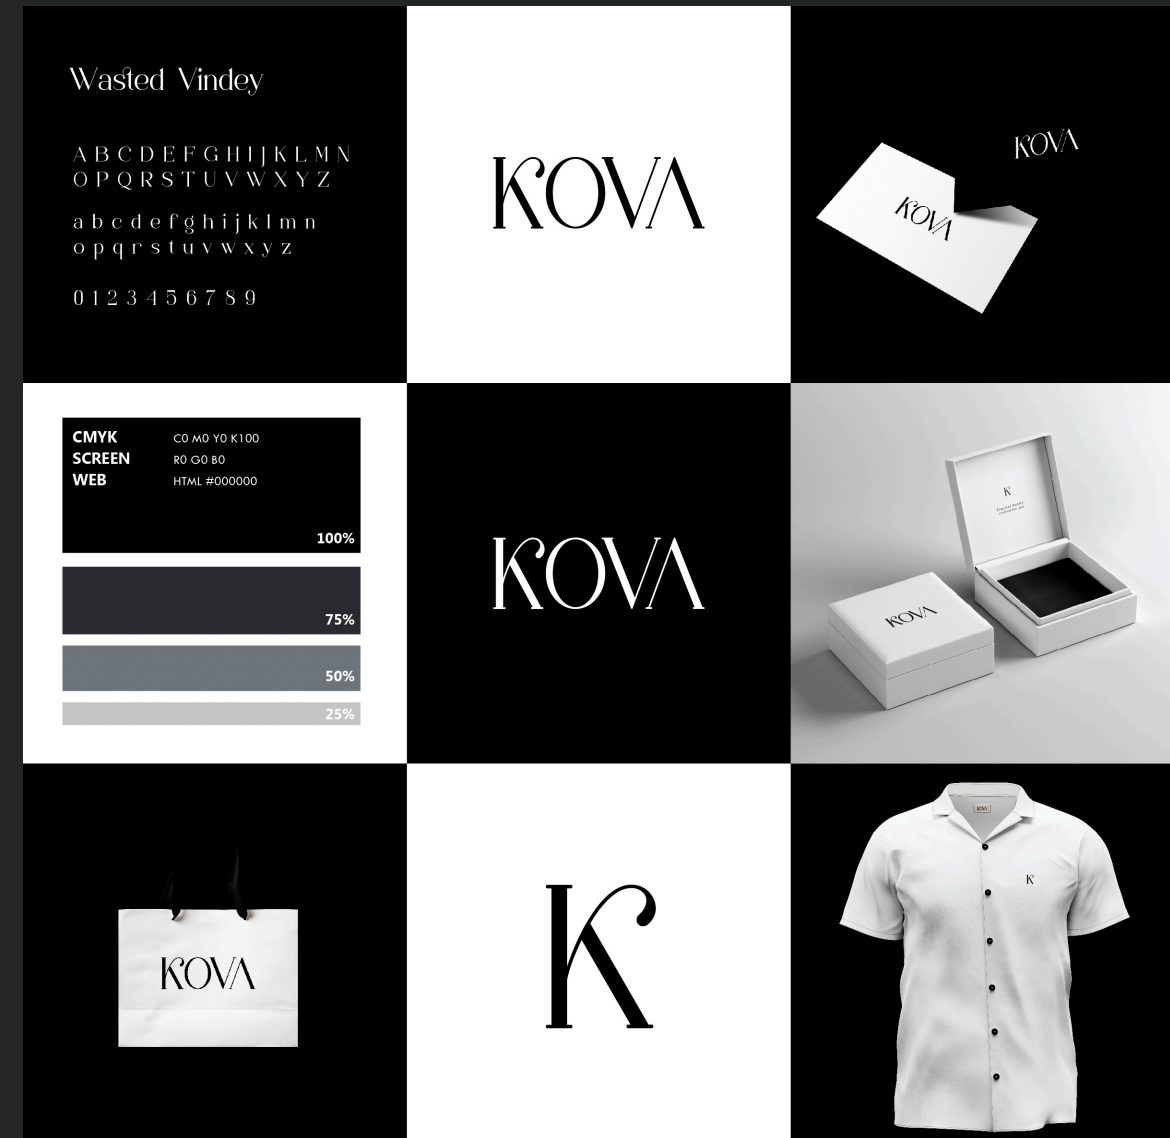 Wasted Vindey
A B C D E F G H I J K L M N
O P Q R S T U V W X Y Z
a b c d e f g h i j k l m n
o p q r s t u v w x y z
0 1 2 3 4 5 6 7 8 9
KOVA
KOVA
KOVA
CMYK C0 M0 Y0 K100
SCREEN R0 G0 B0
WEB HTML #000000
100%
75%
50%
25%
KOVA
K
KOVA
KOVA
K
KOVA
K